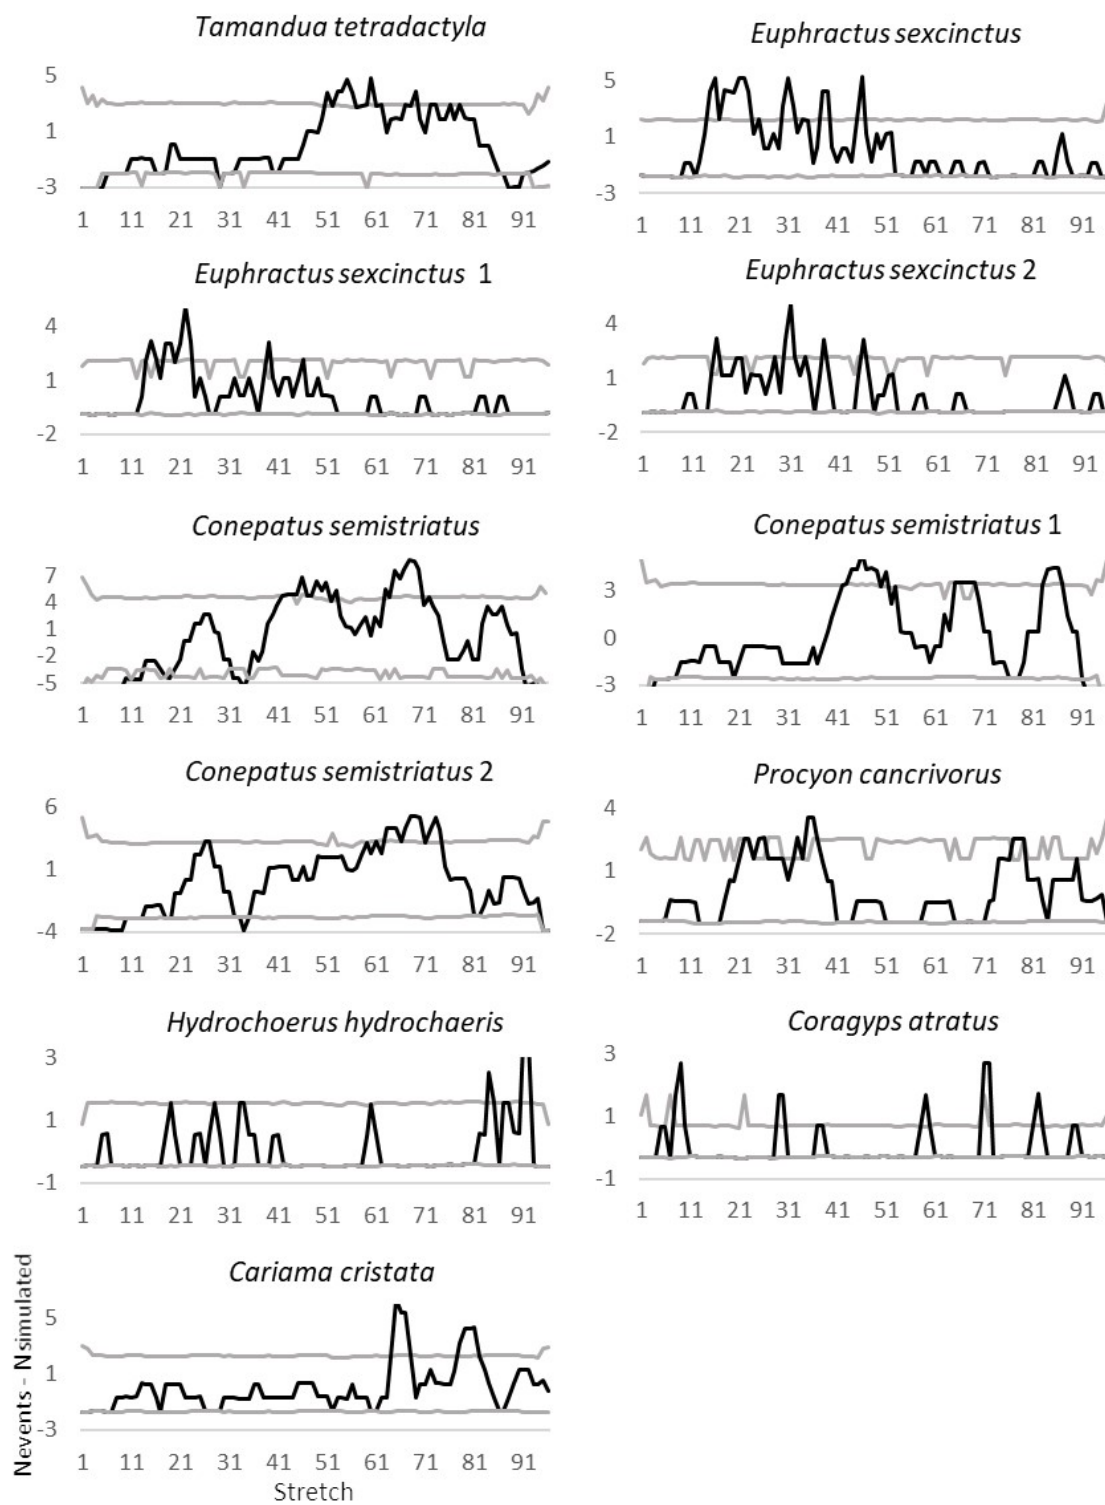 Tamandua tetradactyla
5
1
-3
1 11 21 31 41 51 61 71 81 91
Euphractus sexcinctus
5
1
-3
1 11 21 31 41 51 61 71 81 91
Euphractus sexcinctus 1
4
1
-2
1 11 21 31 41 51 61 71 81 91
Euphractus sexcinctus 2
4
1
-2
1 11 21 31 41 51 61 71 81 91
Conepatus semistriatus
7
4
1
-2
-5
1 11 21 31 41 51 61 71 81 91
Conepatus semistriatus 1
3
0
-3
1 11 21 31 41 51 61 71 81 91
Conepatus semistriatus 2
6
1
-4
1 11 21 31 41 51 61 71 81 91
Procyon cancrivorus
4
1
-2
1 11 21 31 41 51 61 71 81 91
Hydrochoerus hydrochaeris
3
1
-1
1 11 21 31 41 51 61 71 81 91
Coragyps atratus
3
1
-1
1 11 21 31 41 51 61 71 81 91
Cariama cristata
Nevents - Nsimulated
5
1
-3
1 11 21 31 41 51 61 71 81 91
Stretch